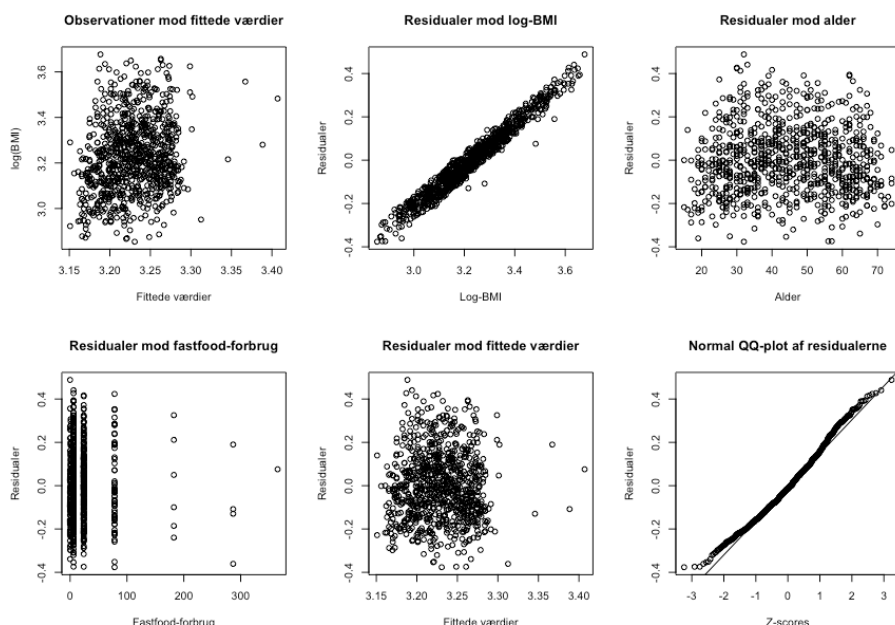 Observationer mod fittede værdier
log(BMI)
3.6
3.4
3.2
3.0
3.15 3.20 3.25 3.30 3.35 3.40
Fittede værdier
Residualer mod log-BMI
Residualer
0.4
0.2
0.0
-0.2
-0.4
3.0 3.2 3.4 3.6
Log-BMI
Residualer mod alder
Residualer
0.4
0.2
0.0
-0.2
-0.4
20 30 40 50 60 70
Alder
Residualer mod fastfood-forbrug
Residualer
0.4
0.2
0.0
-0.2
-0.4
0 100 200 300
Fastfood-forbrug
Residualer mod fittede værdier
Residualer
0.4
0.2
0.0
-0.2
-0.4
3.15 3.20 3.25 3.30 3.35 3.40
Fittede værdier
Normal QQ-plot af residualerne
Residualer
0.4
0.2
0.0
-0.2
-0.4
-3 -2 -1 0 1 2 3
Z-scores